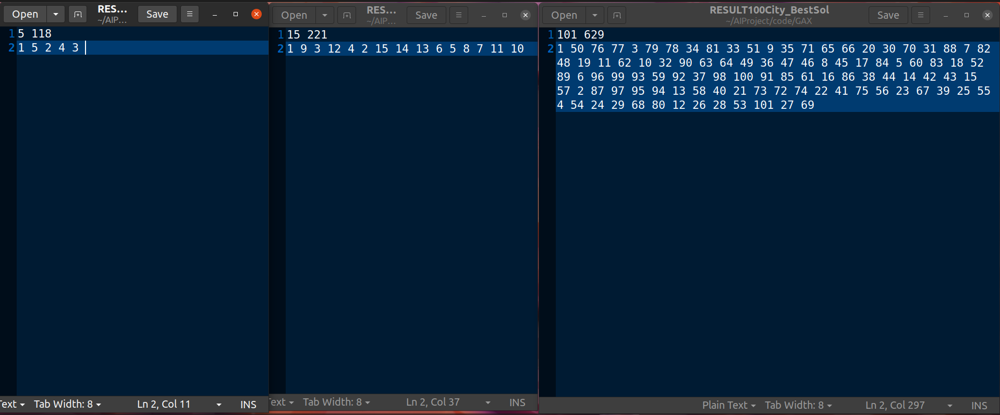 Open RES... ~/AIP... Save
1 5 118
2 1 5 2 4 3
Text Tab Width: 8 Ln 2, Col 11 INS
Open RES... ~/AIP... Save
1 15 221
2 1 9 3 12 4 2 15 14 13 6 5 8 7 11 10
Text Tab Width: 8 Ln 2, Col 37 INS
Open RESULT100City_BestSol Save
~/AIProject/code/GAX
1 101 629
2 1 50 76 77 3 79 78 34 81 33 51 9 35 71 65 66 20 30 70 31 88 7 82
48 19 11 62 10 32 90 63 64 49 36 47 46 8 45 17 84 5 60 83 18 52
89 6 96 99 93 59 92 37 98 100 91 85 61 16 86 38 44 14 42 43 15
57 2 87 97 95 94 13 58 40 21 73 72 74 22 41 75 56 23 67 39 25 55
4 54 24 29 68 80 12 26 28 53 101 27 69
Plain Text Tab Width: 8 Ln 2, Col 297 INS